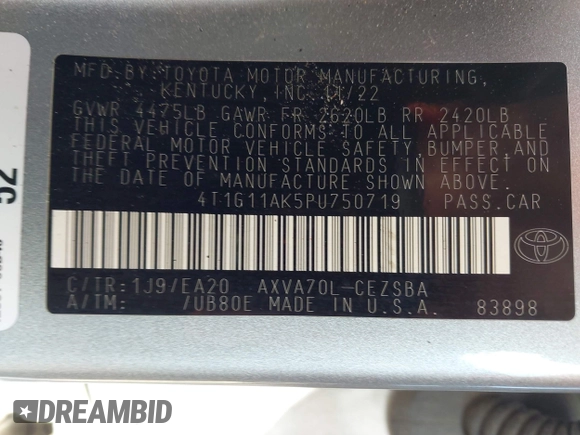 MFD. BY: TOYOTA MOTOR MANUFACTURING,
KENTUCKY, INC. 11/22
GVWR 4475LB GAWR FR 2620LB RR 2420LB
THIS VEHICLE CONFORMS TO ALL APPLICABLE
FEDERAL MOTOR VEHICLE SAFETY, BUMPER, AND
THEFT PREVENTION STANDARDS IN EFFECT ON
THE DATE OF MANUFACTURE SHOWN ABOVE.
4T1G11AK5PU750719 PASS. CAR
C/TR: 1J9/EA20 AXVA70L-CEZSBA
A/TM: /UB80E MADE IN U.S.A. 83898
52
DREAMBID